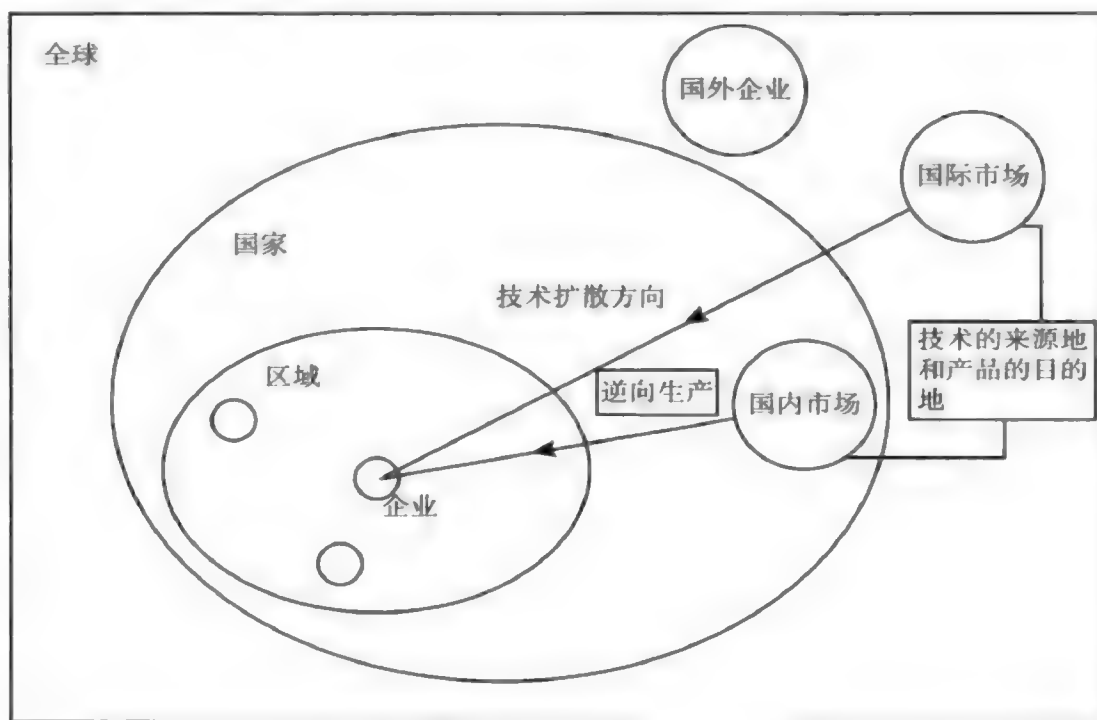 全球
国外企业
国际市场
国家
技术扩散方向
技术的来源地
和产品的目的
地
区域
逆向生产
国内市场
企业